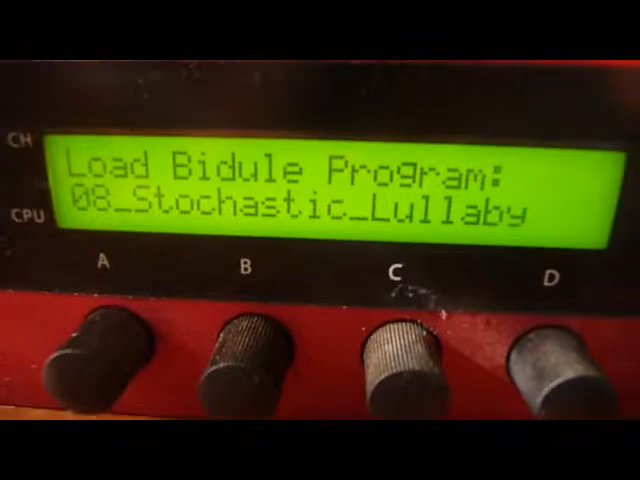 CH
Load Bidule Program:
08_Stochastic_Lullaby
CPU
A B C D